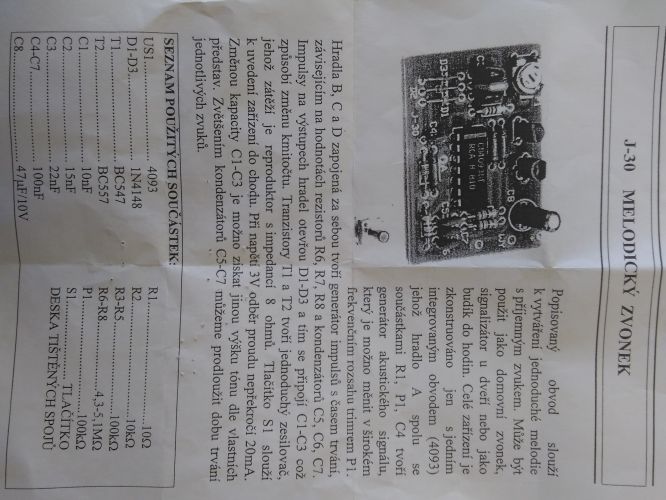 J-30 MELODICKÝ ZVONEK
Popisovaný obvod slouží
k vytváření jednoduché melodie
s příjemným zvukem. Může být
použit jako domovní zvonek,
signalizátor u dveří nebo jako
budík do hodin. Celé zařízení je
zkonstruováno jen s jedním
integrovaným obvodem (4093)
jehož hradlo A spolu se
součástkami R1, P1, C4 tvoří
generátor akustického signálu,
který je možno měnit v širokém
frekvenčním rozsahu trimrem P1.
Hradla B, C a D zapojená za sebou tvoří generátor impulsů s časem trvání,
závisejícím na hodnotách rezistorů R6, R7, R8 a kondenzátorů C5, C6, C7.
Impulsy na výstupech hradel otevřou D1-D3 a tím se připojí C1-C3 což
způsobí změnu kmitočtu. Tranzistory T1 a T2 tvoří jednoduchý zesilovač,
jehož zátěží je reproduktor s impedancí 8 ohmů. Tlačítko S1 slouží
k uvedení zařízení do chodu. Při napětí 3V odběr proudu nepřekročí 20mA.
Změnou kapacity C1-C3 je možno získat jinou výšku tónu dle vlastních
představ. Zvětšením kondenzátorů C5-C7 můžeme prodloužit dobu trvání
jednotlivých zvuků.
SEZNAM POUŽITÝCH SOUČÁSTEK:
US1.................... 4093
D1-D3................ 1N4148
T1...................... BC547
T2...................... BC557
C1...................... 10nF
C2...................... 15nF
C3...................... 22nF
C4-C7................. 100nF
C8...................... 47µF/10V
R1........................10Ω
R2........................10kΩ
R3-R5...................100kΩ
R6-R8...........4,3-5,1MΩ
P1........................100kΩ
S1................ TLAČÍTKO
DESKA TIŠTĚNÝCH SPOJŮ